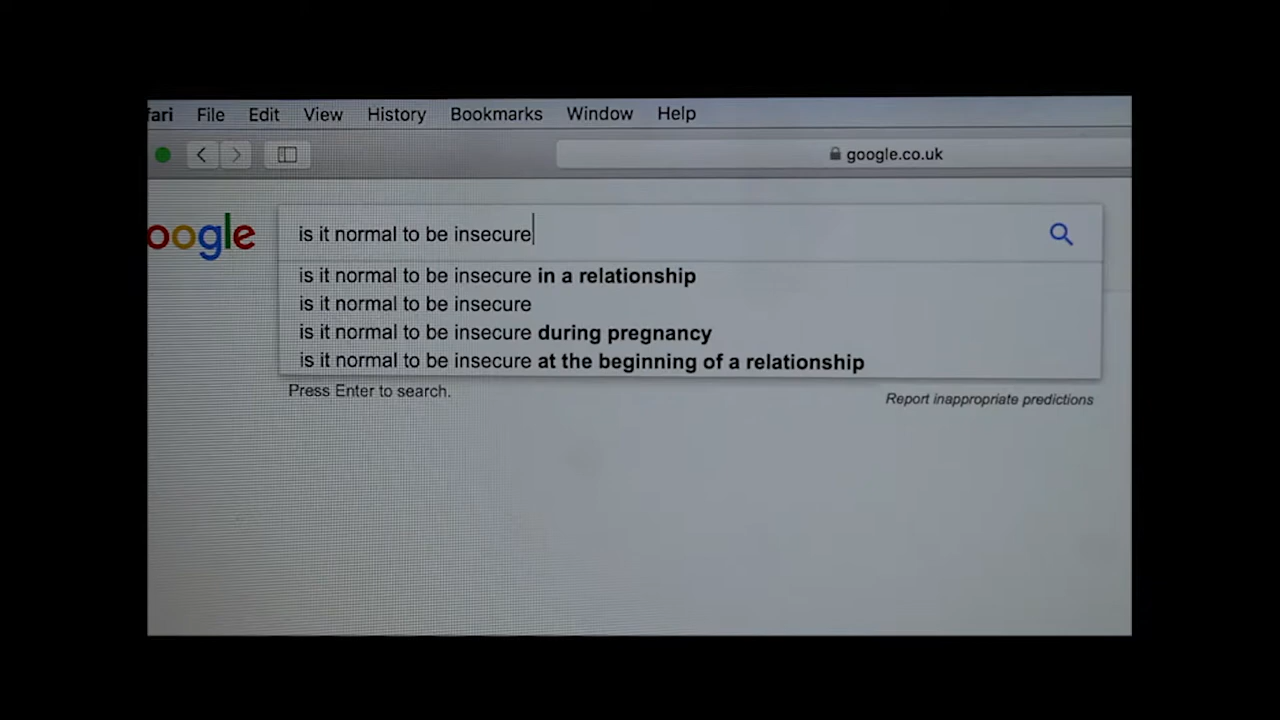 fari File Edit View History Bookmarks Window Help
google.co.uk
oogle is it normal to be insecure
is it normal to be insecure in a relationship
is it normal to be insecure
is it normal to be insecure during pregnancy
is it normal to be insecure at the beginning of a relationship
Press Enter to search.
Report inappropriate predictions